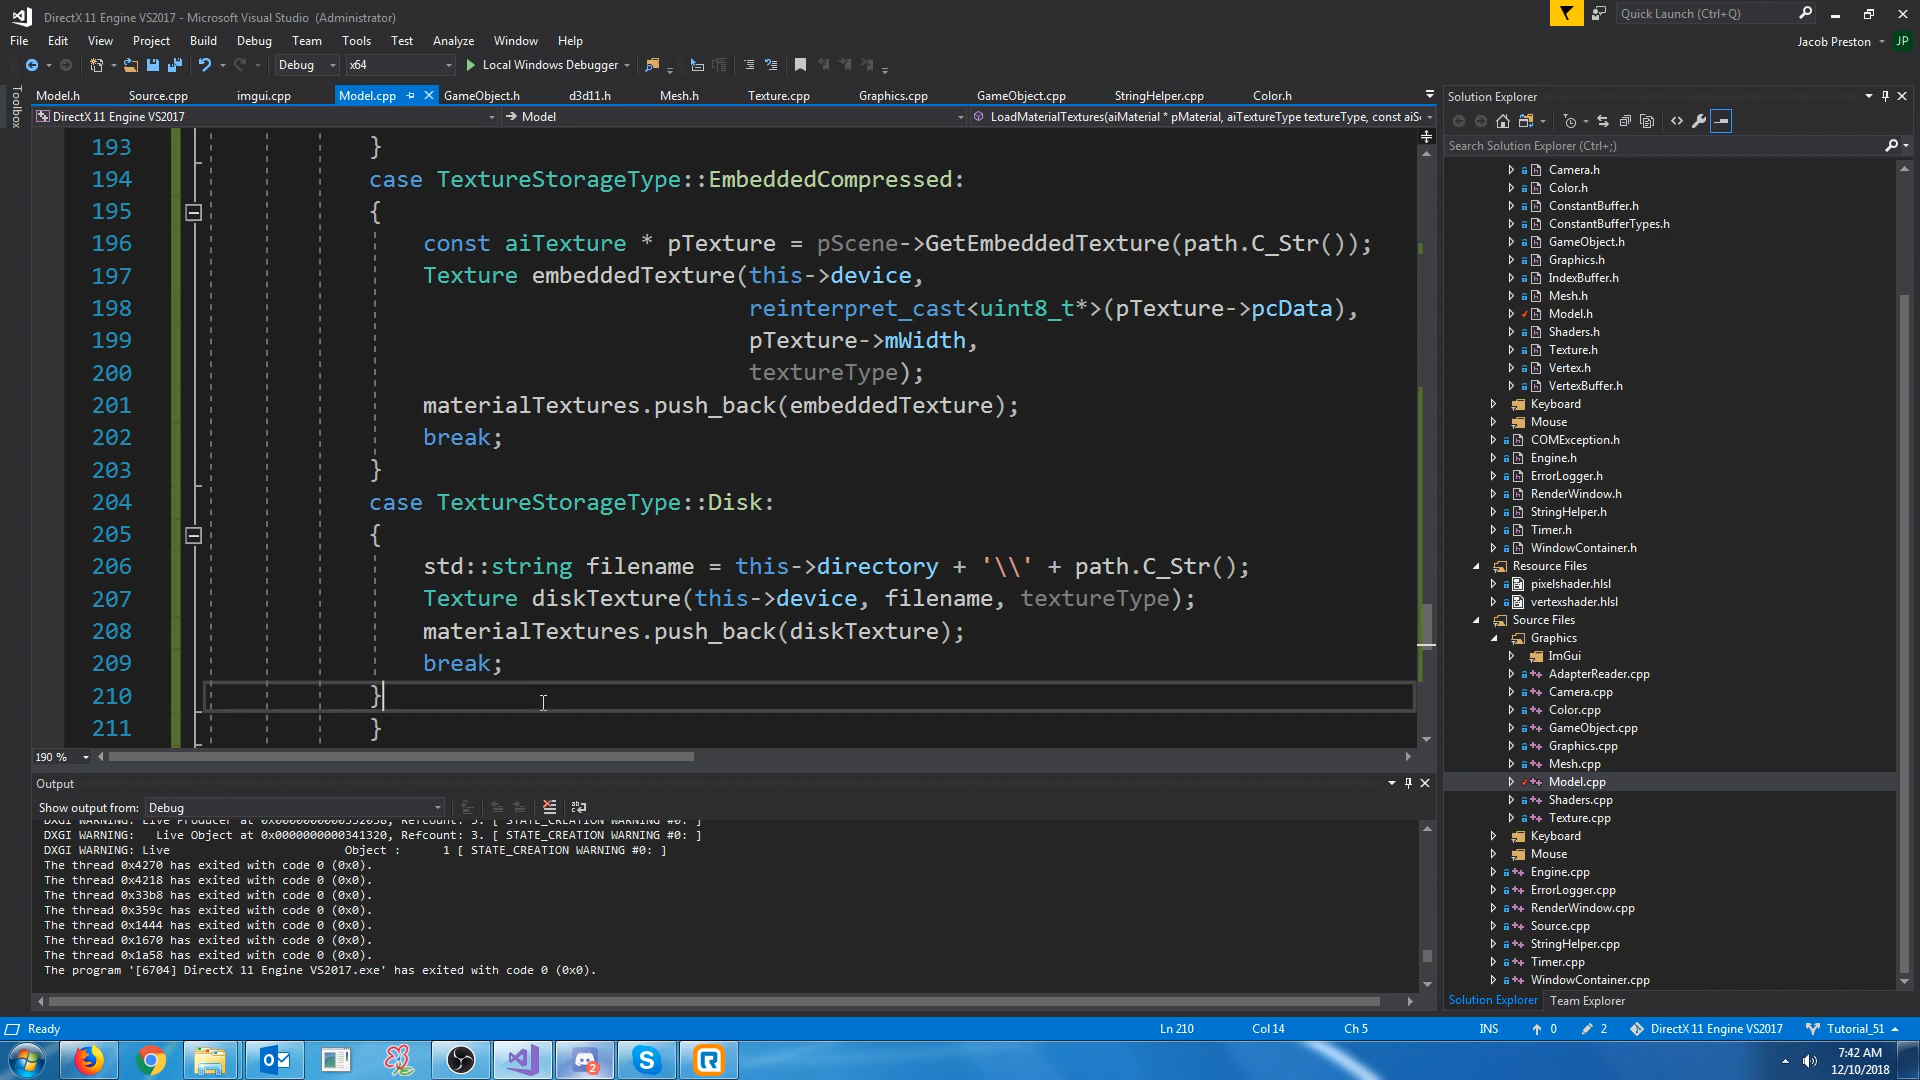 DirectX 11 Engine VS2017 - Microsoft Visual Studio (Administrator)
Quick Launch (Ctrl+Q)
File Edit View Project Build Debug Team Tools Test Analyze Window Help
Jacob Preston JP
Debug x64 Local Windows Debugger
Toolbox
Model.h Source.cpp imgui.cpp Model.cpp GameObject.h d3d11.h Mesh.h Texture.cpp Graphics.cpp GameObject.cpp StringHelper.cpp Color.h
DirectX 11 Engine VS2017 Model LoadMaterialTextures(aiMaterial * pMaterial, aiTextureType textureType, const aiSc
193 }
194 case TextureStorageType::EmbeddedCompressed:
195 {
196 const aiTexture * pTexture = pScene->GetEmbeddedTexture(path.C_Str());
197 Texture embeddedTexture(this->device,
198 reinterpret_cast<uint8_t*>(pTexture->pcData),
199 pTexture->mWidth,
200 textureType);
201 materialTextures.push_back(embeddedTexture);
202 break;
203 }
204 case TextureStorageType::Disk:
205 {
206 std::string filename = this->directory + '\\' + path.C_Str();
207 Texture diskTexture(this->device, filename, textureType);
208 materialTextures.push_back(diskTexture);
209 break;
210 }
211 }
190 %
Output
Show output from: Debug
DXGI WARNING: Live Object at 0x0000000000341320, Refcount: 3. [ STATE_CREATION WARNING #0: ]
DXGI WARNING: Live Object : 1 [ STATE_CREATION WARNING #0: ]
The thread 0x4270 has exited with code 0 (0x0).
The thread 0x4218 has exited with code 0 (0x0).
The thread 0x33b8 has exited with code 0 (0x0).
The thread 0x359c has exited with code 0 (0x0).
The thread 0x1444 has exited with code 0 (0x0).
The thread 0x1670 has exited with code 0 (0x0).
The thread 0x1a58 has exited with code 0 (0x0).
The program '[6704] DirectX 11 Engine VS2017.exe' has exited with code 0 (0x0).
Solution Explorer
Search Solution Explorer (Ctrl+;)
Camera.h
Color.h
ConstantBuffer.h
ConstantBufferTypes.h
GameObject.h
Graphics.h
IndexBuffer.h
Mesh.h
Model.h
Shaders.h
Texture.h
Vertex.h
VertexBuffer.h
Keyboard
Mouse
COMException.h
Engine.h
ErrorLogger.h
RenderWindow.h
StringHelper.h
Timer.h
WindowContainer.h
Resource Files
pixelshader.hlsl
vertexshader.hlsl
Source Files
Graphics
ImGui
AdapterReader.cpp
Camera.cpp
Color.cpp
GameObject.cpp
Graphics.cpp
Mesh.cpp
Model.cpp
Shaders.cpp
Texture.cpp
Keyboard
Mouse
Engine.cpp
ErrorLogger.cpp
RenderWindow.cpp
Source.cpp
StringHelper.cpp
Timer.cpp
WindowContainer.cpp
Solution Explorer Team Explorer
Ready Ln 210 Col 14 Ch 5 INS 0 2 DirectX 11 Engine VS2017 Tutorial_51
7:42 AM
12/10/2018